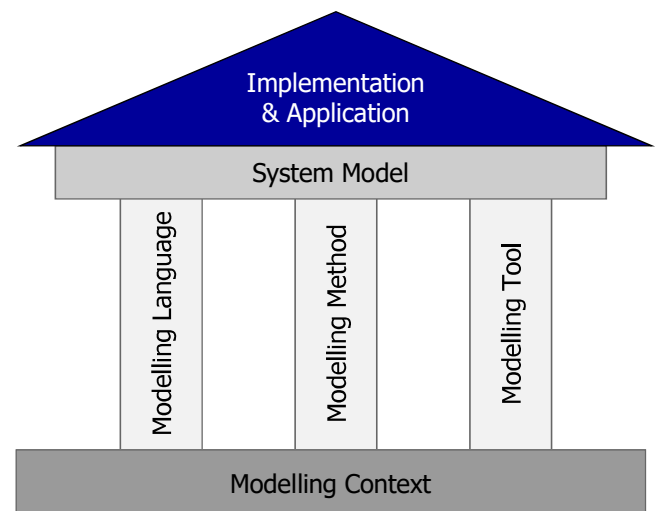 Implementation
& Application
System Model
Modelling Language
Modelling Method
Modelling Tool
Modelling Context